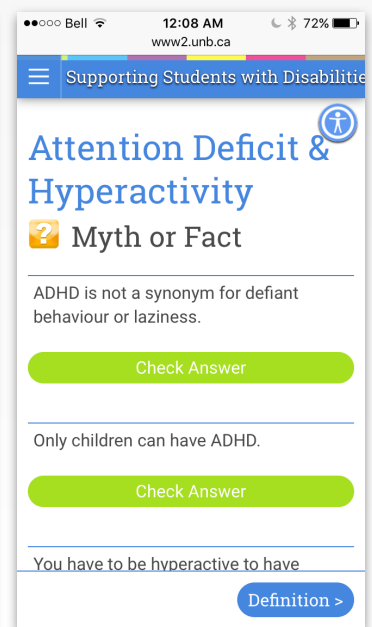 Bell 12:08 AM 72%
www2.unb.ca
Supporting Students with Disabilitie
Attention Deficit &
Hyperactivity
? Myth or Fact
ADHD is not a synonym for defiant
behaviour or laziness.
Check Answer
Only children can have ADHD.
Check Answer
You have to be hyperactive to have
Definition >